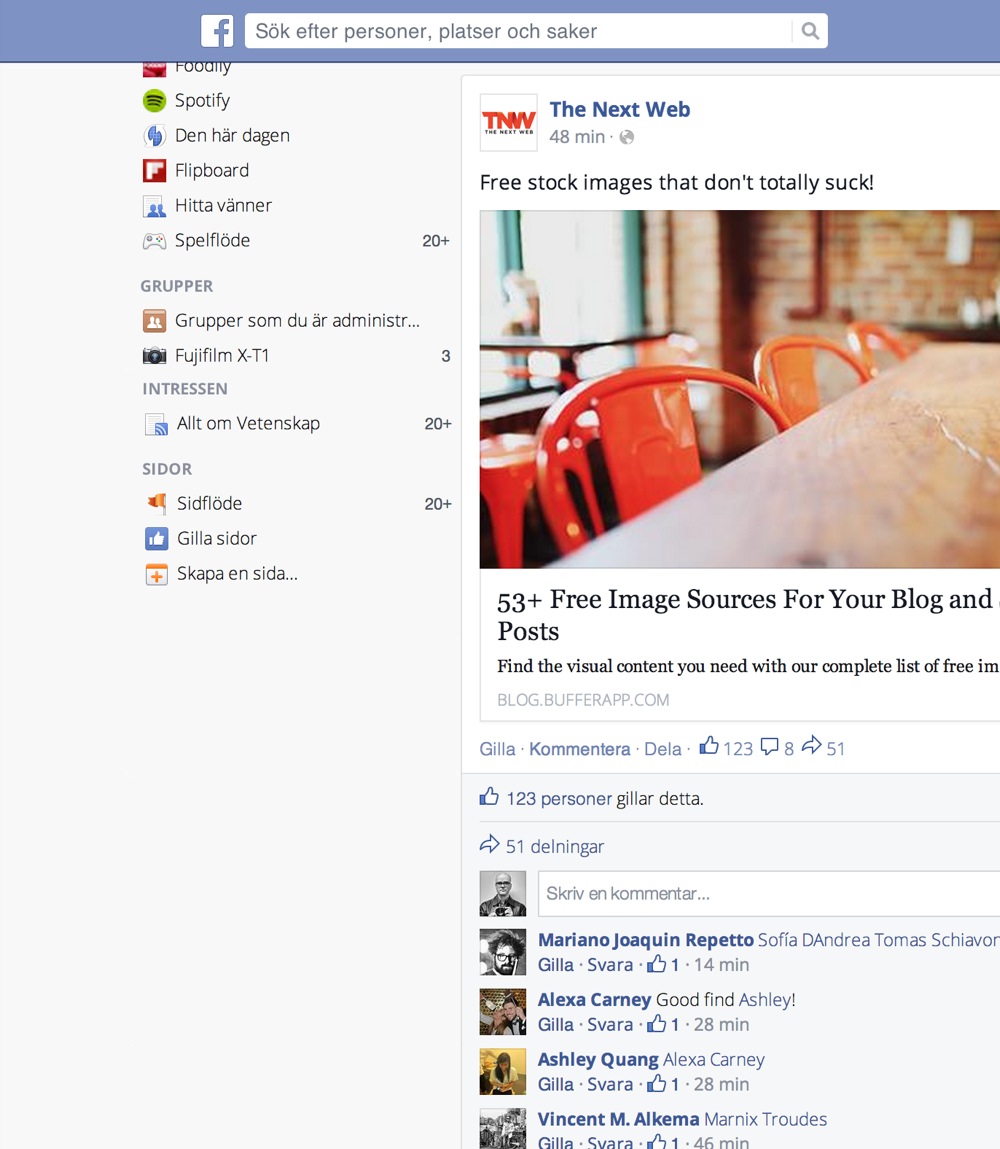 Sök efter personer, platser och saker
Foodily
Spotify
Den här dagen
Flipboard
Hitta vänner
Spelflöde 20+
GRUPPER
Grupper som du är administr...
Fujifilm X-T1 3
INTRESSEN
Allt om Vetenskap 20+
SIDOR
Sidflöde 20+
Gilla sidor
Skapa en sida...
TNW
THE NEXT WEB
The Next Web
48 min ·
Free stock images that don't totally suck!
53+ Free Image Sources For Your Blog and
Posts
Find the visual content you need with our complete list of free im
BLOG.BUFFERAPP.COM
Gilla · Kommentera · Dela · 123 8 51
123 personer gillar detta.
51 delningar
Skriv en kommentar...
Mariano Joaquin Repetto Sofía DAndrea Tomas Schiavon
Gilla · Svara · 1 · 14 min
Alexa Carney Good find Ashley!
Gilla · Svara · 1 · 28 min
Ashley Quang Alexa Carney
Gilla · Svara · 1 · 28 min
Vincent M. Alkema Marnix Troudes
Gilla · Svara · 1 · 46 min